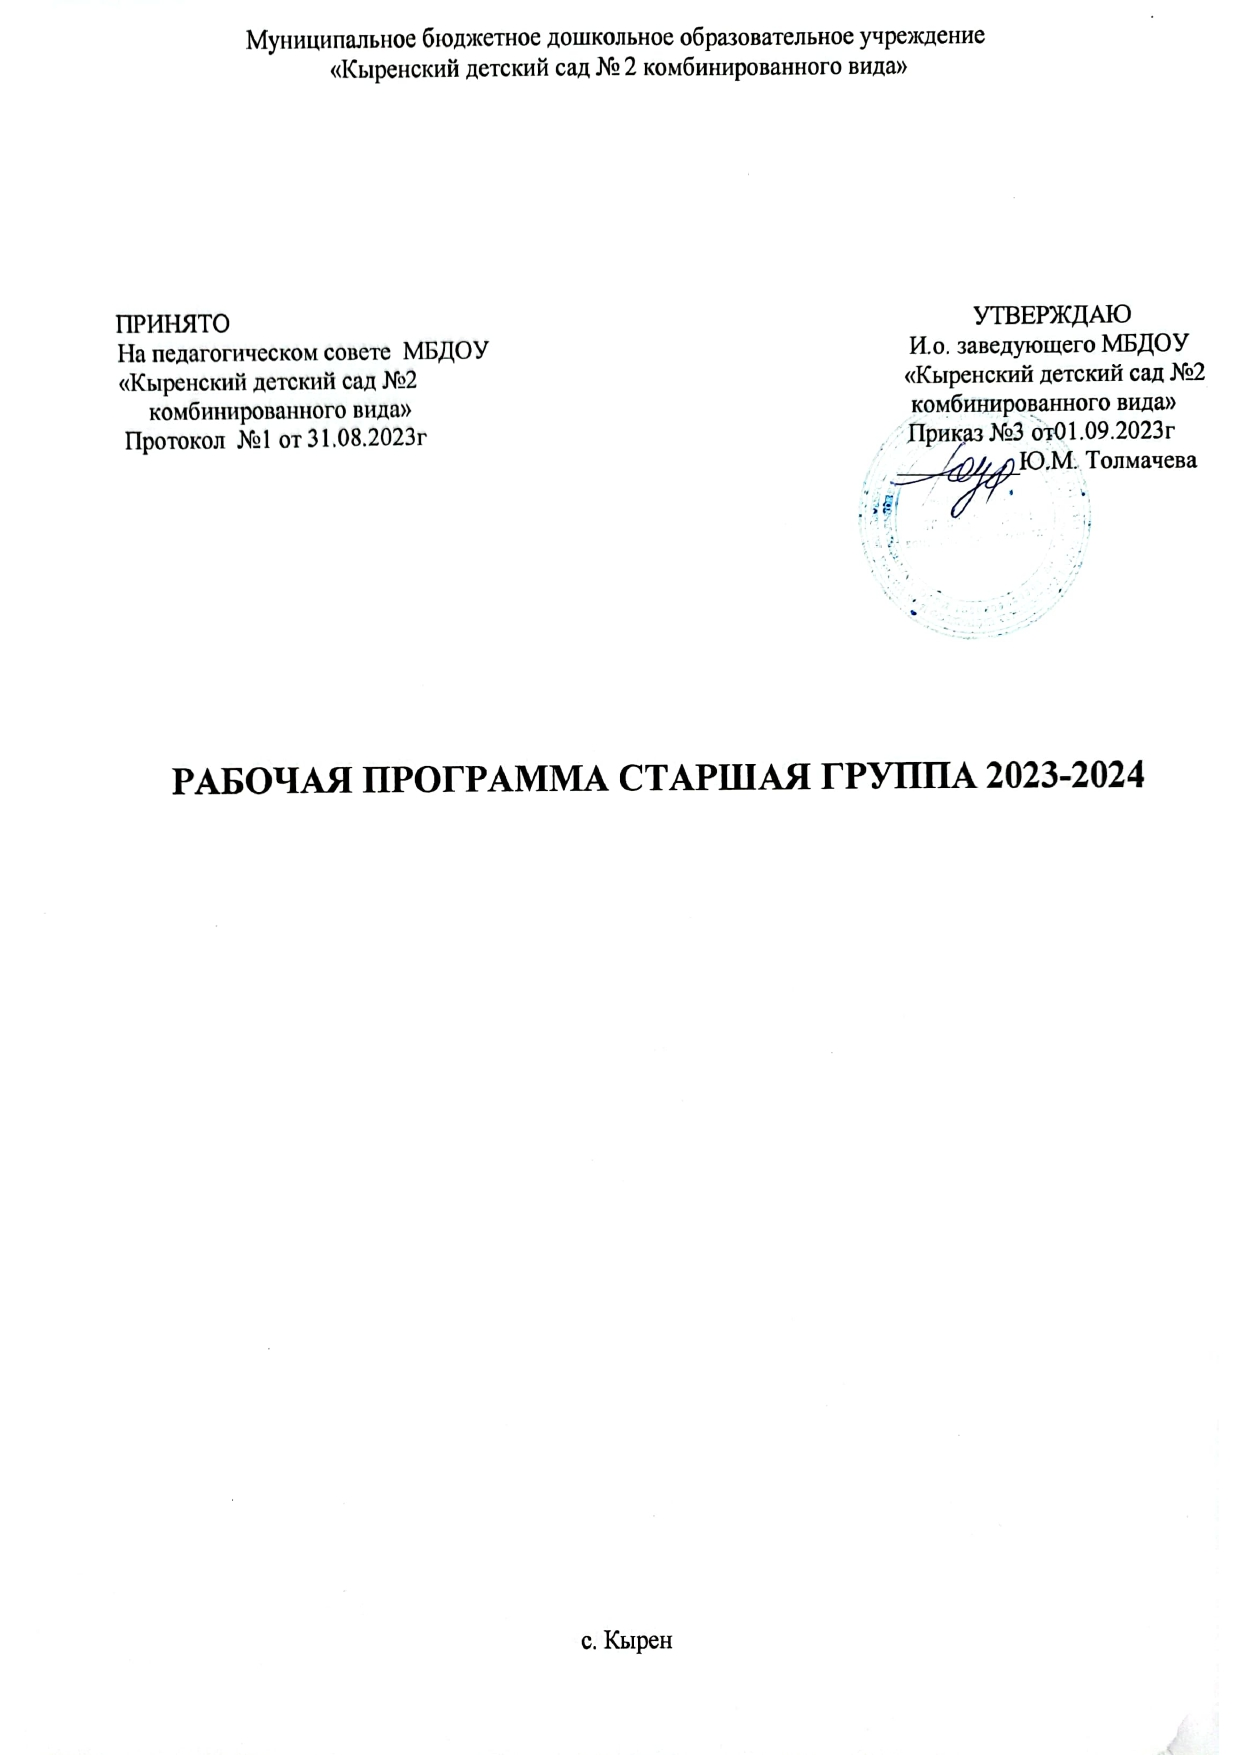 Муниципальное бюджетное дошкольное образовательное учреждение
«Кыренский детский сад № 2 комбинированного вида»
ПРИНЯТО
На педагогическом совете МБДОУ
«Кыренский детский сад №2
комбинированного вида»
Протокол №1 от 31.08.2023г
УТВЕРЖДАЮ
И.о. заведующего МБДОУ
«Кыренский детский сад №2
комбинированного вида»
Приказ №3 от01.09.2023г
Ю.М. Толмачева
РАБОЧАЯ ПРОГРАММА СТАРШАЯ ГРУППА 2023-2024
с. Кырен